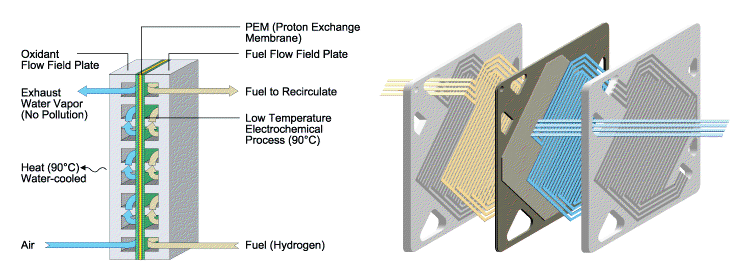 PEM (Proton Exchange
Membrane)
Oxidant
Flow Field Plate
Fuel Flow Field Plate
Exhaust
Water Vapor
(No Pollution)
Fuel to Recirculate
Low Temperature
Electrochemical
Process (90°C)
Heat (90°C)
Water-cooled
Air
Fuel (Hydrogen)